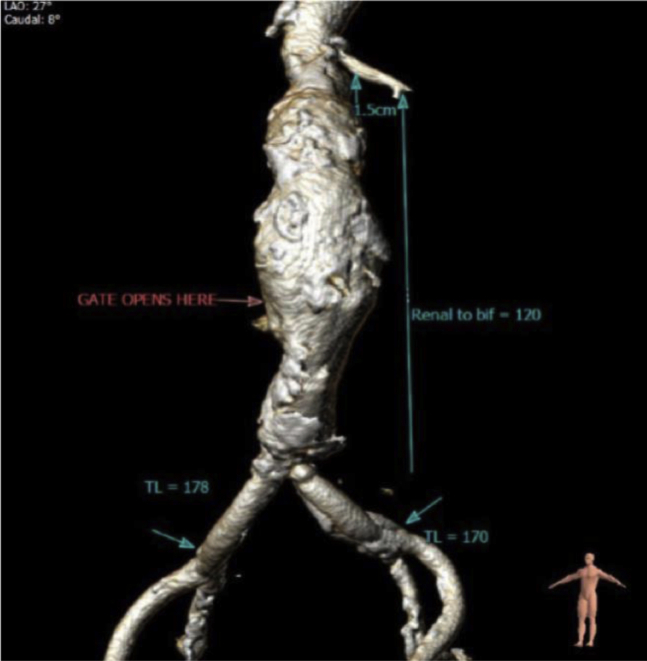 LAO: 27°
Caudal: 8°
1.5cm
GATE OPENS HERE
Renal to bif = 120
TL = 178
TL = 170